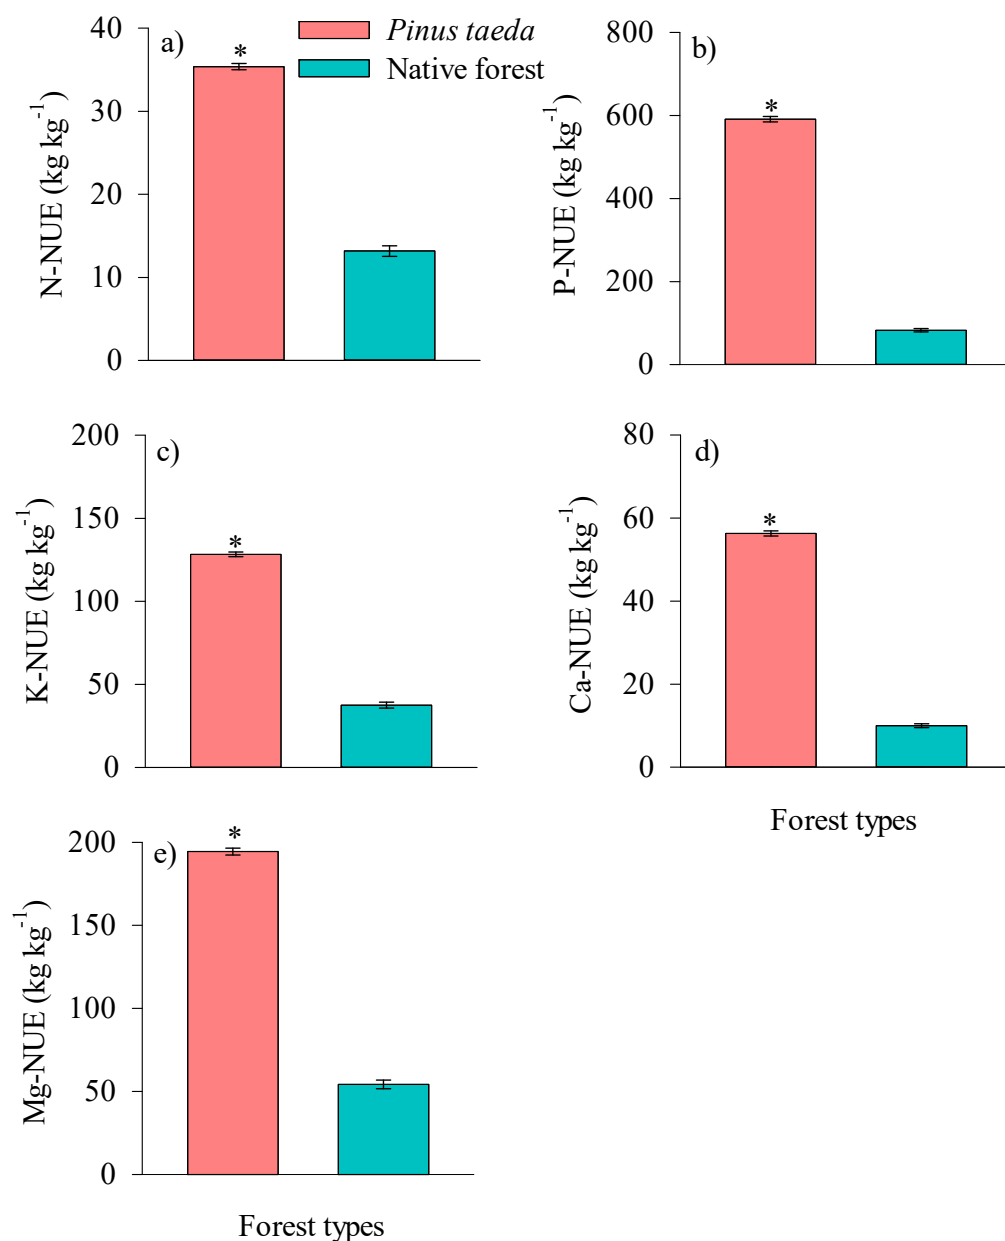 a)
*
Pinus taeda
Native forest
40
30
20
10
0
N-NUE (kg kg-1)
b)
*
800
600
400
200
0
P-NUE (kg kg-1)
c)
*
200
150
100
50
0
K-NUE (kg kg-1)
d)
*
80
60
40
20
0
Ca-NUE (kg kg-1)
Forest types
e)
*
200
150
100
50
0
Mg-NUE (kg kg-1)
Forest types